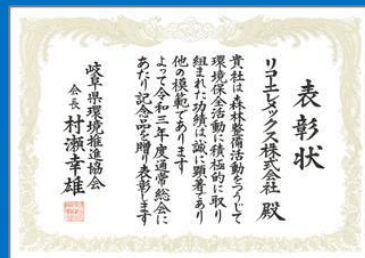 表彰状
リコーエレメックス株式会社 殿
貴社は森林整備活動をつうじて
環境保全活動に積極的に取り
組まれた功績は誠に顕著であり
他の模範であります
よって令和三年度通常総会に
あたり記念品を贈り表彰します
岐阜県環境推進協会
会長 村瀬幸雄